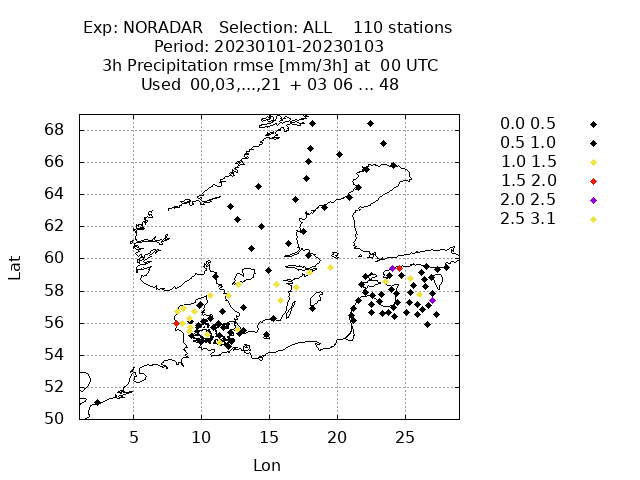 Exp: NORADAR   Selection: ALL    110 stations
Period: 20230101-20230103
3h Precipitation rmse [mm/3h] at  00 UTC
Used  00,03,...,21  + 03 06 ... 48
68
66
64
62
60
58
56
54
52
50
Lat
5 10 15 20 25
Lon
0.0 0.5
0.5 1.0
1.0 1.5
1.5 2.0
2.0 2.5
2.5 3.1